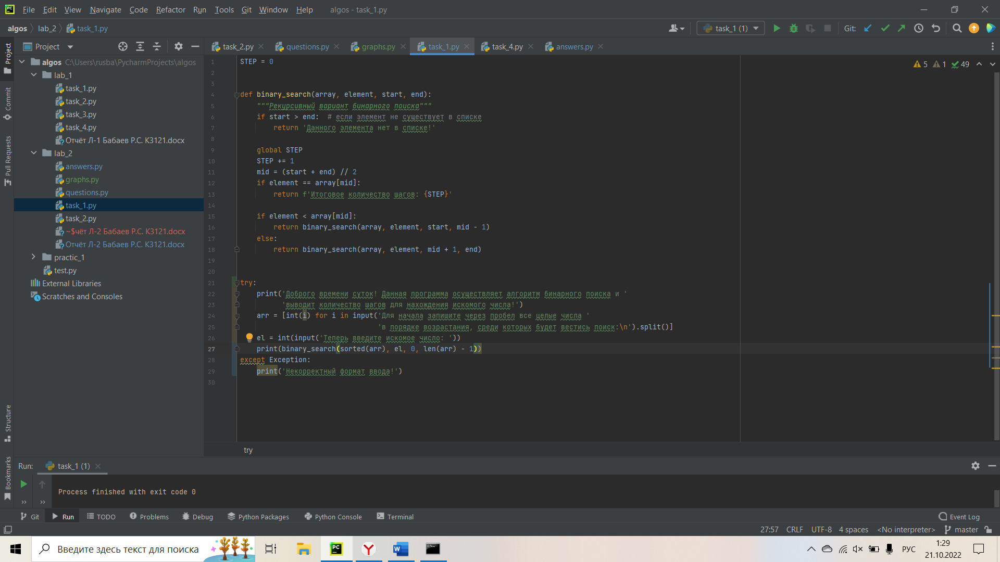 File Edit View Navigate Code Refactor Run Tools Git Window Help algos - task_1.py
algos lab_2 task_1.py task_1 (1) Git:
Project task_2.py questions.py graphs.py task_1.py task_4.py answers.py
algos C:\Users\rusba\PycharmProjects\algos
lab_1
task_1.py
task_2.py
task_3.py
task_4.py
Отчёт Л-1 Бабаев Р.С. К3121.docx
lab_2
answers.py
graphs.py
questions.py
task_1.py
task_2.py
~$чёт Л-2 Бабаев Р.С. К3121.docx
Отчёт Л-2 Бабаев Р.С. К3121.docx
practic_1
test.py
External Libraries
Scratches and Consoles
Project
Commit
Pull Requests
Structure
Bookmarks
5 1 49
1 STEP = 0
2
3
4 def binary_search(array, element, start, end):
5 """Рекурсивный вариант бинарного поиска"""
6 if start > end: # если элемент не существует в списке
7 return 'Данного элемента нет в списке!'
8
9 global STEP
10 STEP += 1
11 mid = (start + end) // 2
12 if element == array[mid]:
13 return f'Итоговое количество шагов: {STEP}'
14
15 if element < array[mid]:
16 return binary_search(array, element, start, mid - 1)
17 else:
18 return binary_search(array, element, mid + 1, end)
19
20
21 try:
22 print('Доброго времени суток! Данная программа осуществляет алгоритм бинарного поиска и '
23 'выводит количество шагов для нахождения искомого числа!')
24 arr = [int(i) for i in input('Для начала запишите через пробел все целые числа '
25 'в порядке возрастания, среди которых будет вестись поиск:\n').split()]
26 el = int(input('Теперь введите искомое число: '))
27 print(binary_search(sorted(arr), el, 0, len(arr) - 1))
28 except Exception:
29 print('Некорректный формат ввода!')
30
try
Run: task_1 (1)
Process finished with exit code 0
Git Run TODO Problems Debug Python Packages Python Console Terminal Event Log
27:57 CRLF UTF-8 4 spaces <No interpreter> master
Введите здесь текст для поиска
РУС
1:29
21.10.2022